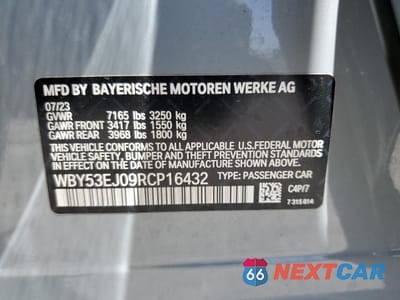 MFD BY BAYERISCHE MOTOREN WERKE AG
07/23
GVWR 7165 lbs 3250 kg
GAWR FRONT 3417 lbs 1550 kg
GAWR REAR 3968 lbs 1800 kg
THIS VEHICLE CONFORMS TO ALL APPLICABLE U.S.FEDERAL MOTOR
VEHICLE SAFETY, BUMPER, AND THEFT PREVENTION STANDARDS IN
EFFECT ON THE DATE OF MANUFACTURE SHOWN ABOVE.
WBY53EJ09RCP16432 TYPE: PASSENGER CAR
C4P/7
7315014
66 NEXTCAR